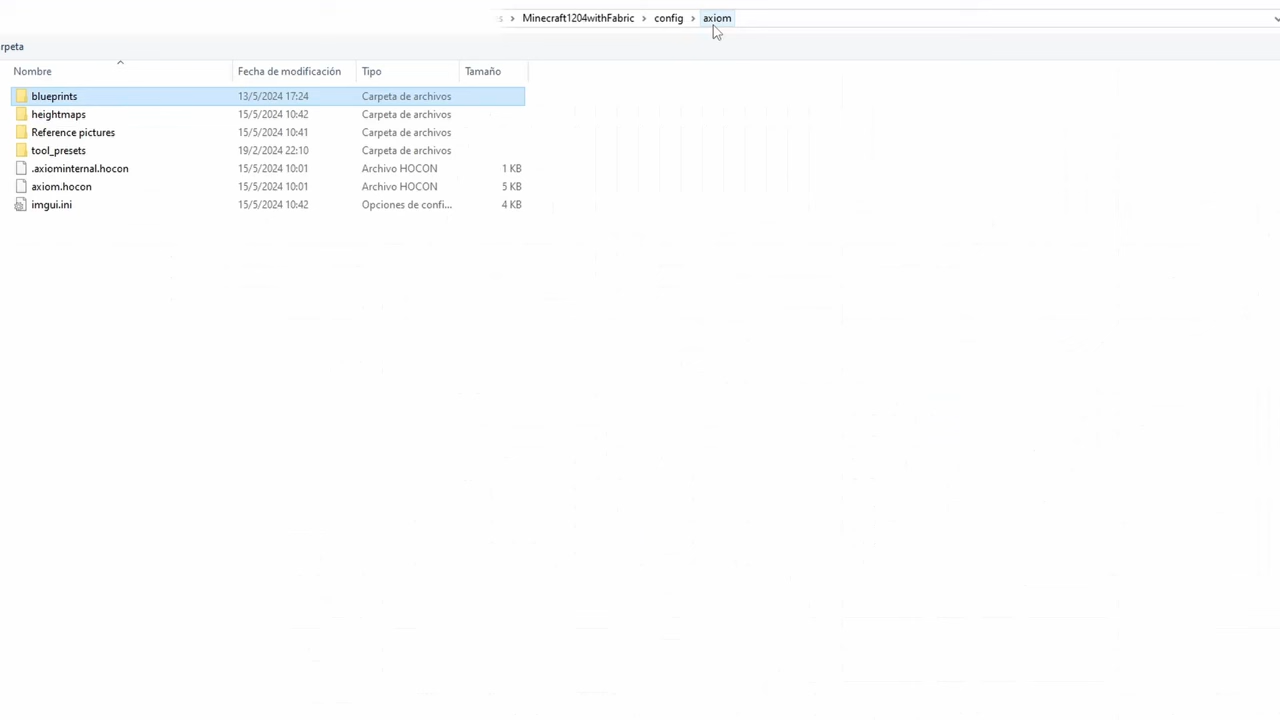 Minecraft1204withFabric > config > axiom
rpeta
Nombre Fecha de modificación Tipo Tamaño
blueprints 13/5/2024 17:24 Carpeta de archivos
heightmaps 15/5/2024 10:42 Carpeta de archivos
Reference pictures 15/5/2024 10:41 Carpeta de archivos
tool_presets 19/2/2024 22:10 Carpeta de archivos
.axiominternal.hocon 15/5/2024 10:01 Archivo HOCON 1 KB
axiom.hocon 15/5/2024 10:01 Archivo HOCON 5 KB
imgui.ini 15/5/2024 10:42 Opciones de confi... 4 KB